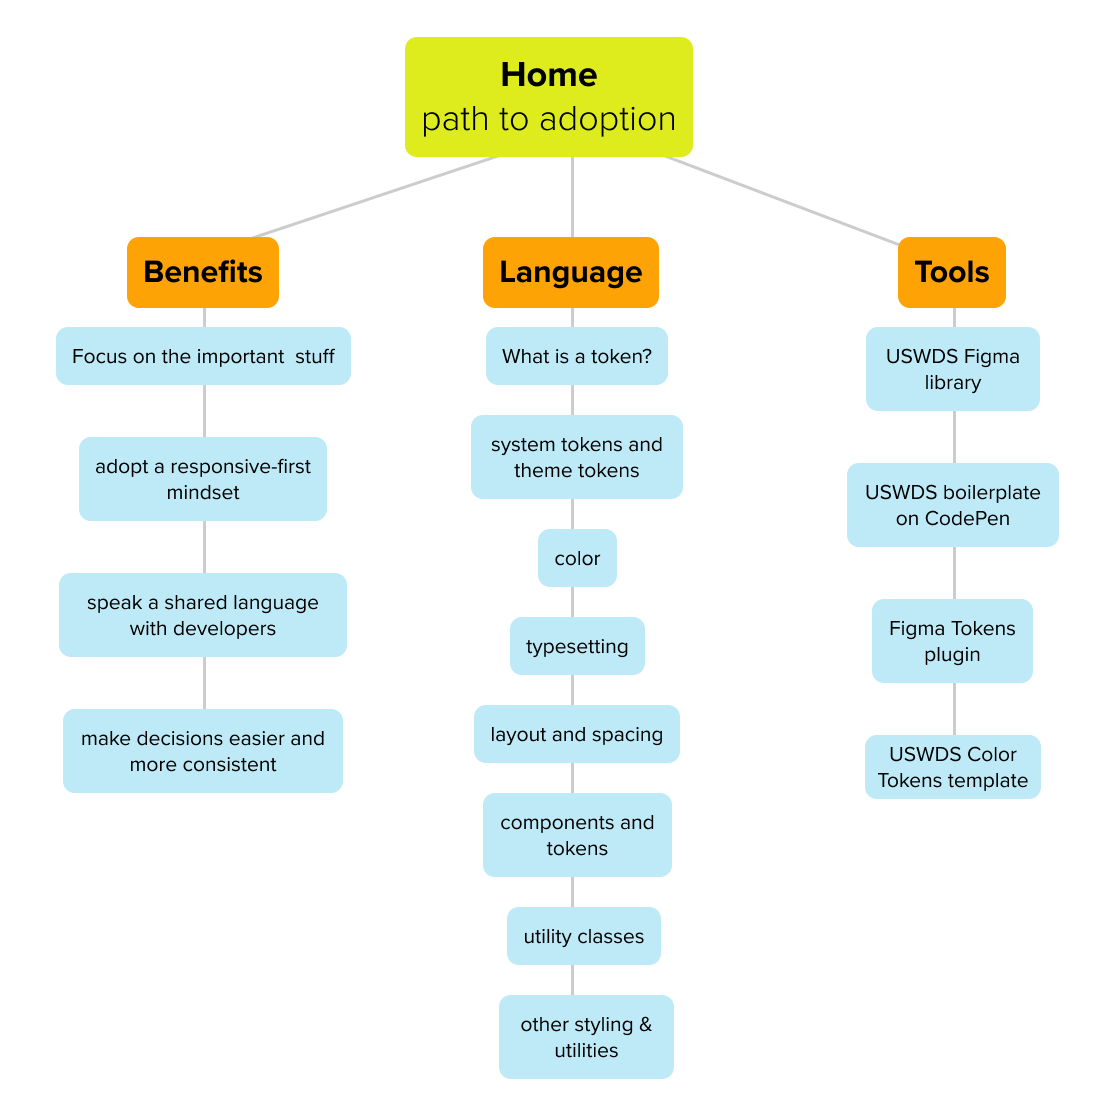 Home
path to adoption
Benefits
Focus on the important  stuff
adopt a responsive-first
mindset
speak a shared language
with developers
make decisions easier and
more consistent
Language
What is a token?
system tokens and
theme tokens
color
typesetting
layout and spacing
components and
tokens
utility classes
other styling &
utilities
Tools
USWDS Figma
library
USWDS boilerplate
on CodePen
Figma Tokens
plugin
USWDS Color
Tokens template